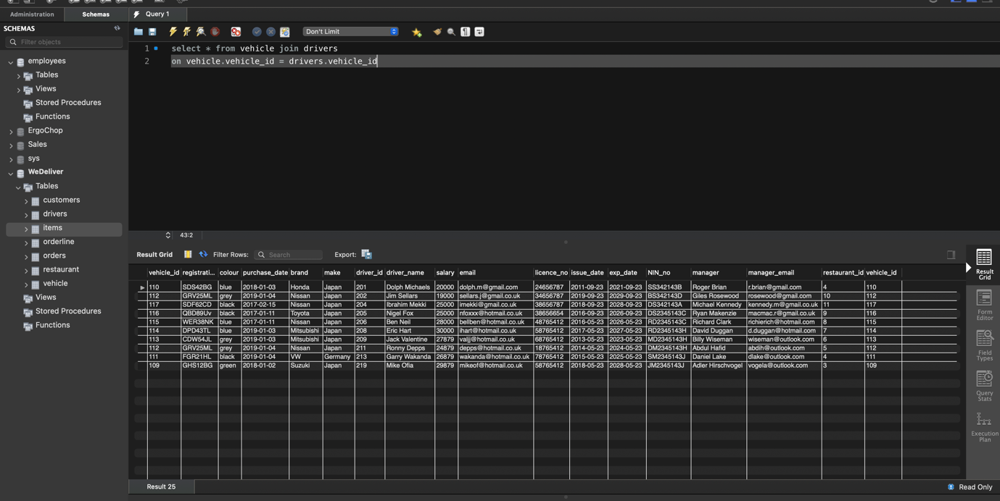 Administration Schemas Query 1
SCHEMAS
Filter objects
Don't Limit
employees
Tables
Views
Stored Procedures
Functions
ErgoChop
Sales
sys
WeDeliver
Tables
customers
drivers
items
orderline
orders
restaurant
vehicle
Views
Stored Procedures
Functions
1 select * from vehicle join drivers
2 on vehicle.vehicle_id = drivers.vehicle_id
43:2
Result Grid Filter Rows: Search Export:
vehicle_id registrati... colour purchase_date brand make driver_id driver_name salary email licence_no issue_date exp_date NIN_no manager manager_email restaurant_id vehicle_id
110 SDS42BG blue 2018-01-03 Honda Japan 201 Dolph Michaels 20000 dolph.m@gmail.com 24656787 2011-09-23 2021-09-23 SS342143B Roger Brian r.brian@gmail.com 4 110
112 GRV25ML grey 2019-01-04 Nissan Japan 202 Jim Sellars 19000 sellars.j@gmail.co.uk 34656787 2019-09-23 2029-09-23 BS342143D Giles Rosewood rosewood@gmail.com 10 112
117 SDF62CD black 2017-02-15 Nissan Japan 204 Ibrahim Mekki 25000 imekki@gmail.co.uk 38656787 2018-09-23 2028-09-23 DS342143A Michael Kennedy kennedy.m@gmail.com 11 117
116 QBD89Uv black 2017-01-11 Toyota Japan 205 Nigel Fox 25000 nfoxxx@hotmail.co.uk 38656654 2016-09-23 2026-09-23 DS2345143C Ryan Makenzie macmac.r@gmail.co.uk 9 116
115 WER38NK blue 2017-01-11 Nissan Japan 206 Ben Neil 28000 bellben@hotmail.co.uk 48765412 2016-05-23 2026-05-23 RD2345143C Richard Clark richierich@hotmail.com 8 115
114 DPD43TL blue 2019-01-03 Mitsubishi Japan 208 Eric Hart 30000 ihart@hotmail.co.uk 58765412 2017-05-23 2027-05-23 RD2345143H David Duggan d.duggan@hotmail.com 7 114
113 CDW54JL grey 2019-01-03 Mitsubishi Japan 209 Jack Valentine 27879 valjj@hotmail.co.uk 68765412 2013-05-23 2023-05-23 MD2345143H Billy Wiseman wiseman@outlook.com 6 113
112 GRV25ML grey 2019-01-04 Nissan Japan 211 Ronny Depps 24879 depps@hotmail.co.uk 18765412 2014-05-23 2024-05-23 DM2345143H Abdul Hafid abdih@outlook.com 5 112
111 FGR21HL black 2019-01-04 VW Germany 213 Garry Wakanda 26879 wakanda@hotmail.co.uk 78765412 2015-05-23 2025-05-23 SM2345143J Daniel Lake dlake@outlook.com 4 111
109 GHS12BG green 2018-01-02 Suzuki Japan 219 Mike Ofia 29879 mikeof@hotmail.co.uk 58765412 2018-05-23 2028-05-23 JM2345143J Adler Hirschvogel vogela@outlook.com 3 109
Result
Grid
Form
Editor
Field
Types
Query
Stats
Execution
Plan
Result 25 Read Only